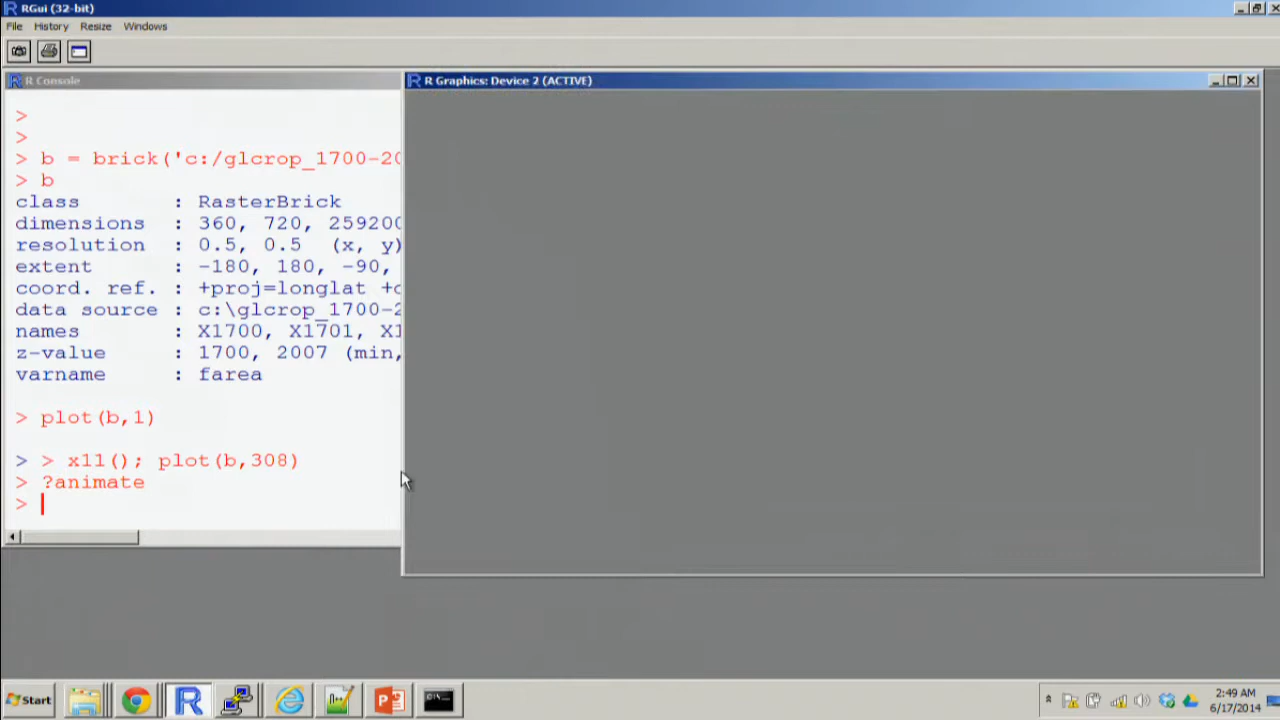 RGui (32-bit)
File History Resize Windows
R Console
R Graphics: Device 2 (ACTIVE)
>
>
> b = brick('c:/glcrop_1700-20
> b
class : RasterBrick
dimensions : 360, 720, 259200
resolution : 0.5, 0.5 (x, y)
extent : -180, 180, -90,
coord. ref. : +proj=longlat +d
data source : c:\glcrop_1700-2
names : X1700, X1701, X1
z-value : 1700, 2007 (min,
varname : farea
> plot(b,1)
> > x11(); plot(b,308)
> ?animate
>
Start
2:49 AM
6/17/2014